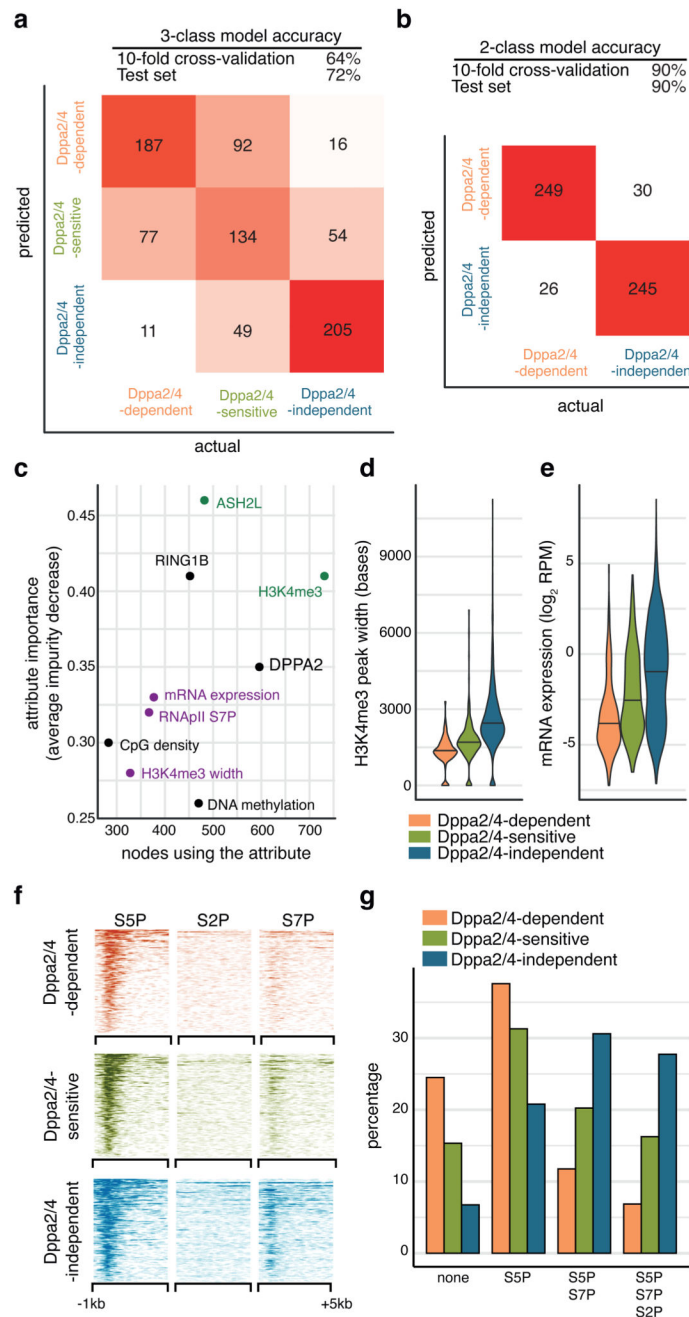 a
3-class model accuracy
10-fold cross-validation 64%
Test set 72%
predicted
Dppa2/4
-dependent
187 92 16
Dppa2/4
-sensitive
77 134 54
Dppa2/4
-independent
11 49 205
Dppa2/4
-dependent
Dppa2/4
-sensitive
Dppa2/4
-independent
actual
b
2-class model accuracy
10-fold cross-validation 90%
Test set 90%
predicted
Dppa2/4
-dependent
249 30
Dppa2/4
-independent
26 245
Dppa2/4
-dependent
Dppa2/4
-independent
actual
c
attribute importance
(average impurity decrease)
0.45
0.40
0.35
0.30
0.25
ASH2L
RING1B
H3K4me3
DPPA2
mRNA expression
RNApII S7P
CpG density
H3K4me3 width
DNA methylation
300 400 500 600 700
nodes using the attribute
d
H3K4me3 peak width (bases)
9000
6000
3000
0
e
mRNA expression (log2 RPM)
5
0
-5
Dppa2/4-dependent
Dppa2/4-sensitive
Dppa2/4-independent
f
S5P S2P S7P
Dppa2/4
-dependent
Dppa2/4-
sensitive
Dppa2/4
-independent
-1kb +5kb
g
Dppa2/4-dependent
Dppa2/4-sensitive
Dppa2/4-independent
percentage
30
20
10
0
none
S5P
S5P
S7P
S5P
S7P
S2P